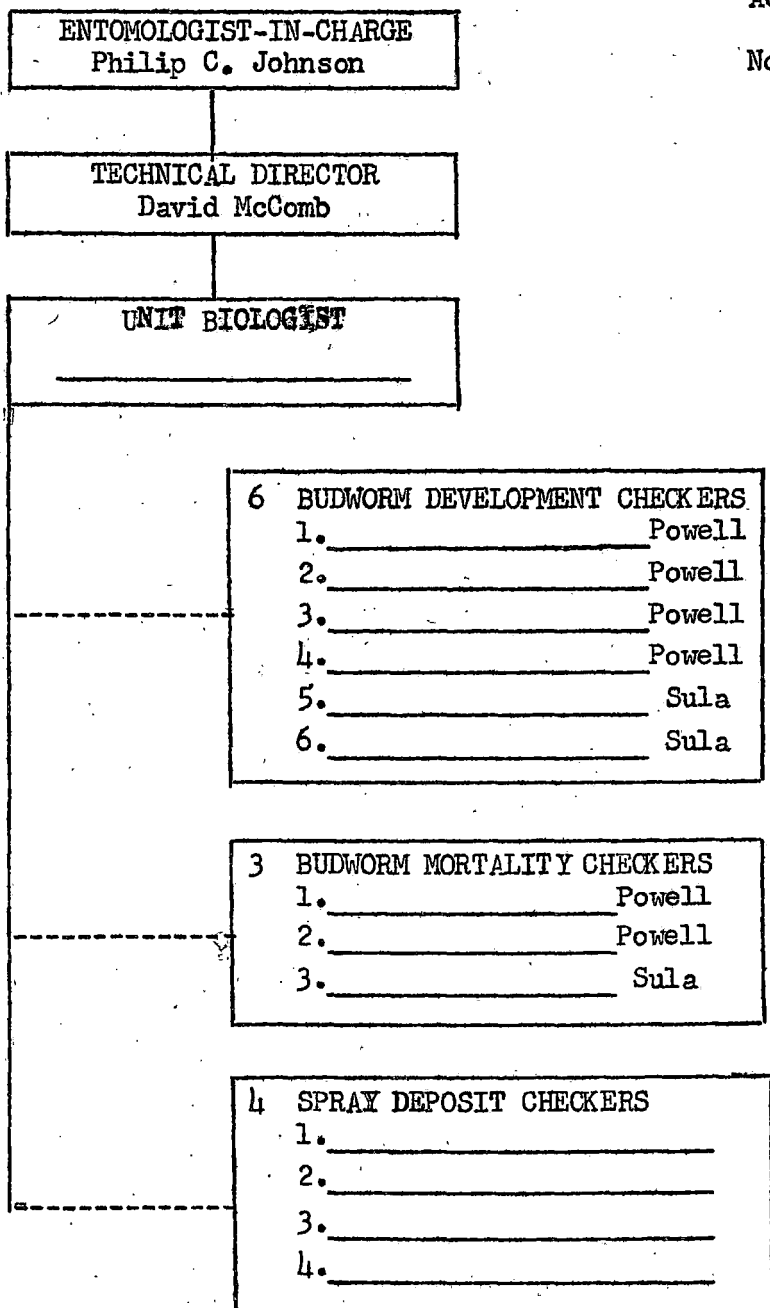 ENTOMOLOGIST-IN-CHARGE
Philip C. Johnson
TECHNICAL DIRECTOR
David McComb
UNIT BIOLOGIST
6 BUDWORM DEVELOPMENT CHECKERS
1. Powell
2. Powell
3. Powell
4. Powell
5. Sula
6. Sula
3 BUDWORM MORTALITY CHECKERS
1. Powell
2. Powell
3. Sula
4 SPRAY DEPOSIT CHECKERS
1.
2.
3.
4.